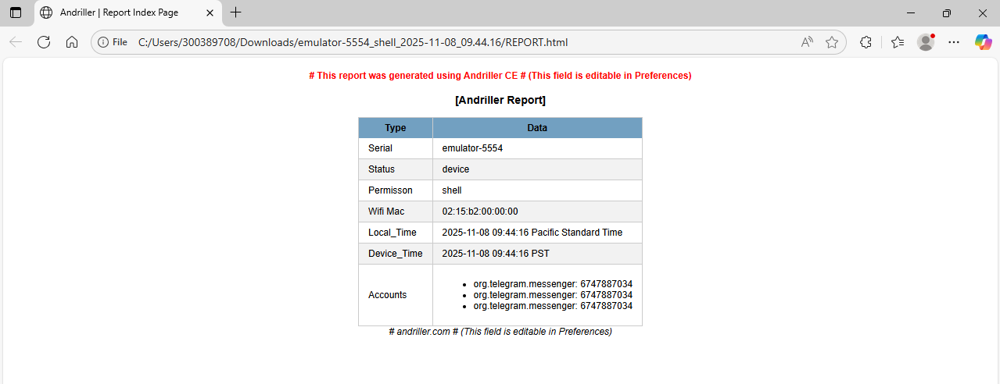 Andriller | Report Index Page
File C:/Users/300389708/Downloads/emulator-5554_shell_2025-11-08_09.44.16/REPORT.html
# This report was generated using Andriller CE # (This field is editable in Preferences)
[Andriller Report]
Type Data
Serial emulator-5554
Status device
Permisson shell
Wifi Mac 02:15:b2:00:00:00
Local_Time 2025-11-08 09:44:16 Pacific Standard Time
Device_Time 2025-11-08 09:44:16 PST
Accounts
• org.telegram.messenger: 6747887034
• org.telegram.messenger: 6747887034
• org.telegram.messenger: 6747887034
# andriller.com # (This field is editable in Preferences)